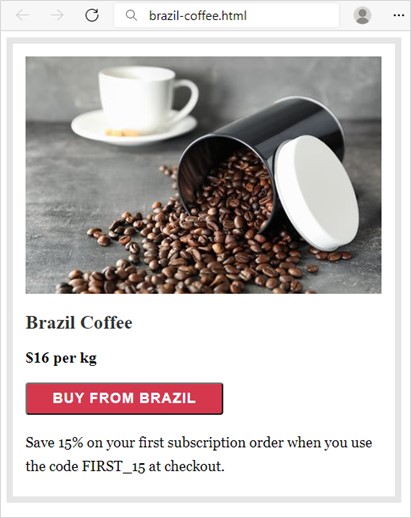 brazil-coffee.html
Brazil Coffee
$16 per kg
BUY FROM BRAZIL
Save 15% on your first subscription order when you use
the code FIRST_15 at checkout.